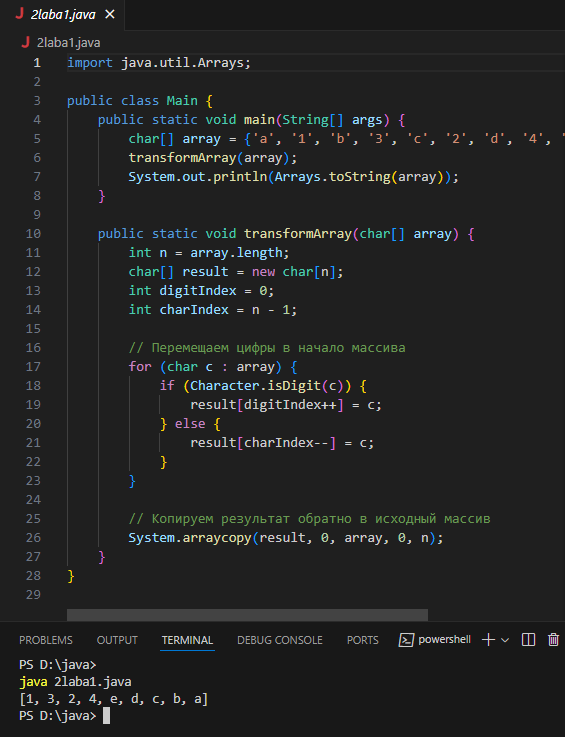 2laba1.java
2laba1.java
1 import java.util.Arrays;
2
3 public class Main {
4 public static void main(String[] args) {
5 char[] array = {'a', '1', 'b', '3', 'c', '2', 'd', '4', '
6 transformArray(array);
7 System.out.println(Arrays.toString(array));
8 }
9
10 public static void transformArray(char[] array) {
11 int n = array.length;
12 char[] result = new char[n];
13 int digitIndex = 0;
14 int charIndex = n - 1;
15
16 // Перемещаем цифры в начало массива
17 for (char c : array) {
18 if (Character.isDigit(c)) {
19 result[digitIndex++] = c;
20 } else {
21 result[charIndex--] = c;
22 }
23 }
24
25 // Копируем результат обратно в исходный массив
26 System.arraycopy(result, 0, array, 0, n);
27 }
28 }
29
PROBLEMS OUTPUT TERMINAL DEBUG CONSOLE PORTS powershell
PS D:\java>
java 2laba1.java
[1, 3, 2, 4, e, d, c, b, a]
PS D:\java>